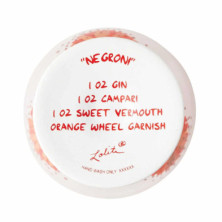 "NEGRONI"
1 OZ GIN
1 OZ CAMPARI
1 OZ SWEET VERMOUTH
ORANGE WHEEL GARNISH
Lolita®